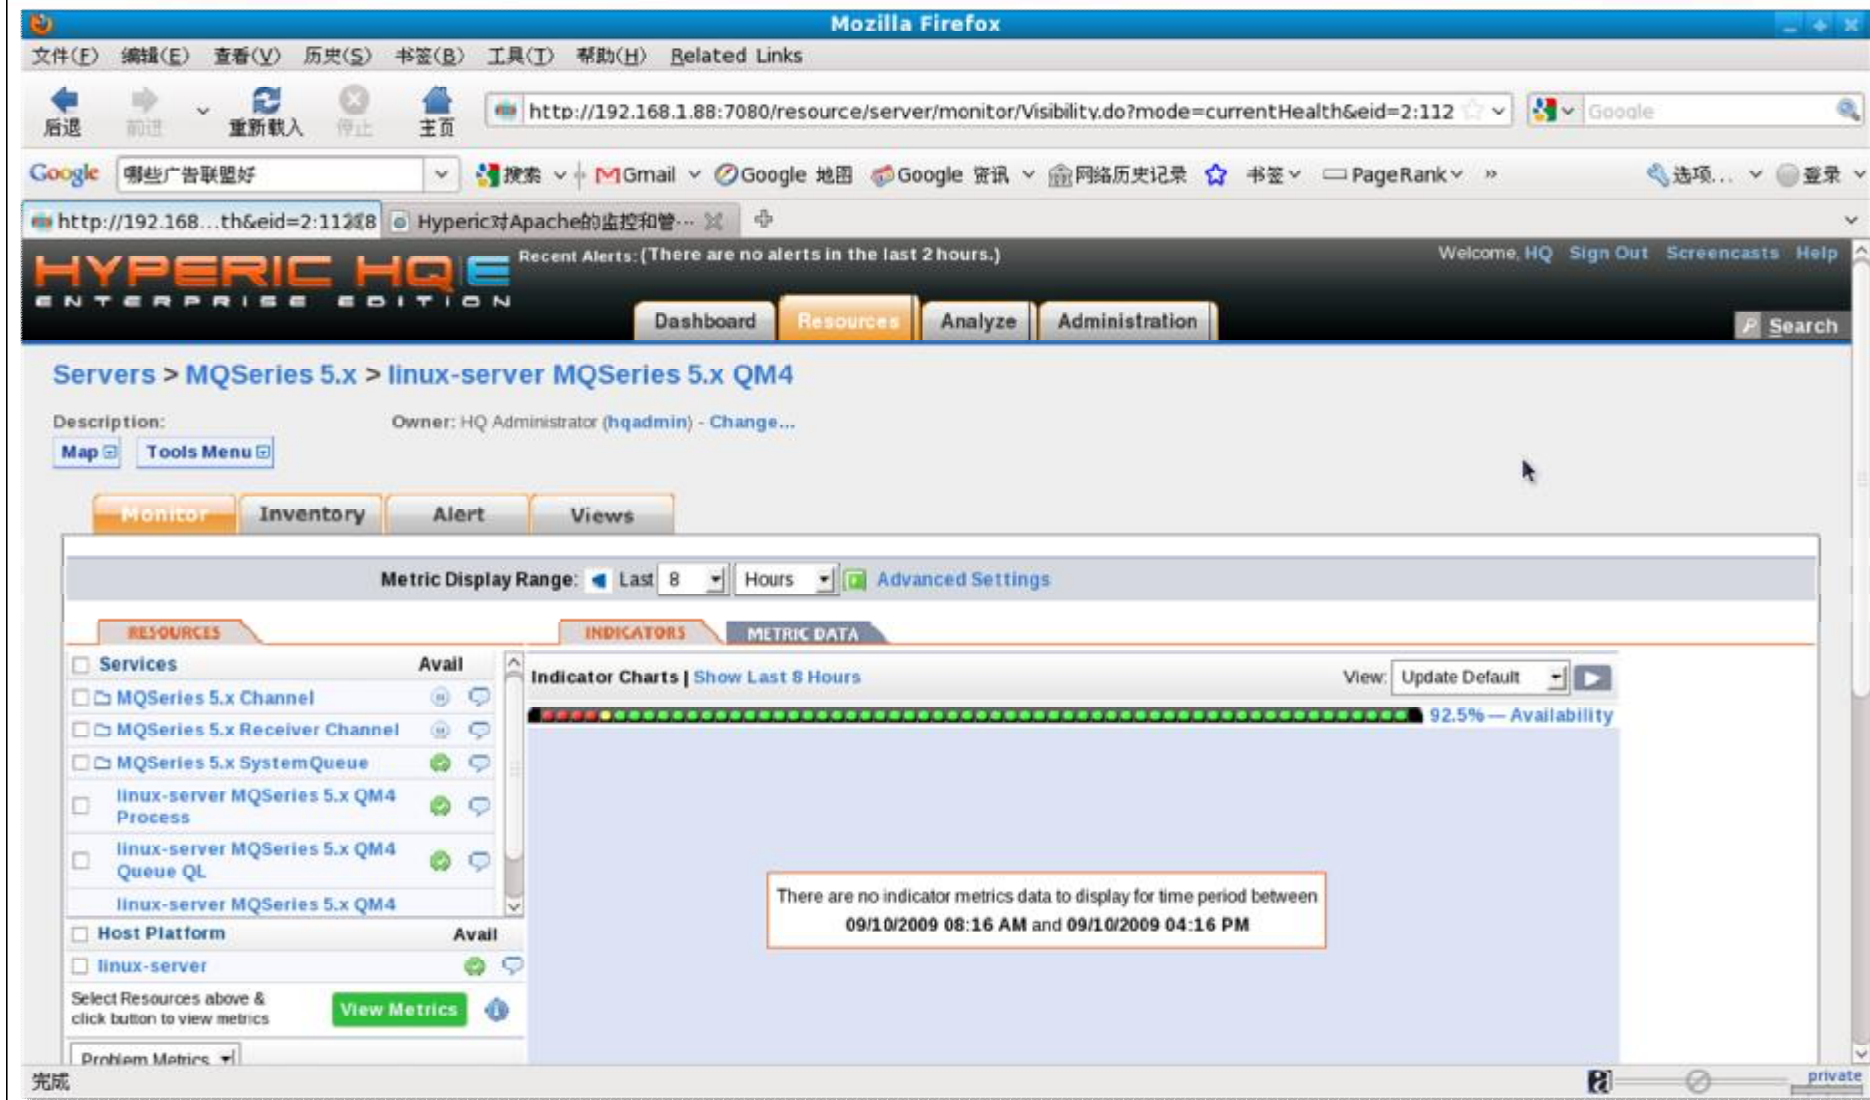 Mozilla Firefox
文件(F) 编辑(E) 查看(V) 历史(S) 书签(B) 工具(T) 帮助(H) Related Links
后退 前进 重新载入 停止 主页 http://192.168.1.88:7080/resource/server/monitor/Visibility.do?mode=currentHealth&eid=2:112 Google
Google 哪些广告联盟好 搜索 Gmail Google 地图 Google 资讯 网络历史记录 书签 PageRank » 选项... 登录
http://192.168...th&eid=2:11218 Hyperic对Apache的监控和管...
HYPERIC HQE Recent Alerts: (There are no alerts in the last 2 hours.) Welcome, HQ Sign Out Screencasts Help
ENTERPRISE EDITION
Dashboard Resources Analyze Administration Search
Servers > MQSeries 5.x > linux-server MQSeries 5.x QM4
Description: Owner: HQ Administrator (hqadmin) - Change...
Map Tools Menu
Monitor Inventory Alert Views
Metric Display Range: Last 8 Hours Advanced Settings
RESOURCES INDICATORS METRIC DATA
Services Avail
Indicator Charts | Show Last 8 Hours View: Update Default
MQSeries 5.x Channel
92.5% — Availability
MQSeries 5.x Receiver Channel
MQSeries 5.x SystemQueue
linux-server MQSeries 5.x QM4
Process
linux-server MQSeries 5.x QM4
Queue QL
linux-server MQSeries 5.x QM4
There are no indicator metrics data to display for time period between
09/10/2009 08:16 AM and 09/10/2009 04:16 PM
Host Platform Avail
linux-server
Select Resources above &
click button to view metrics
View Metrics
Problem Metrics
完成 private